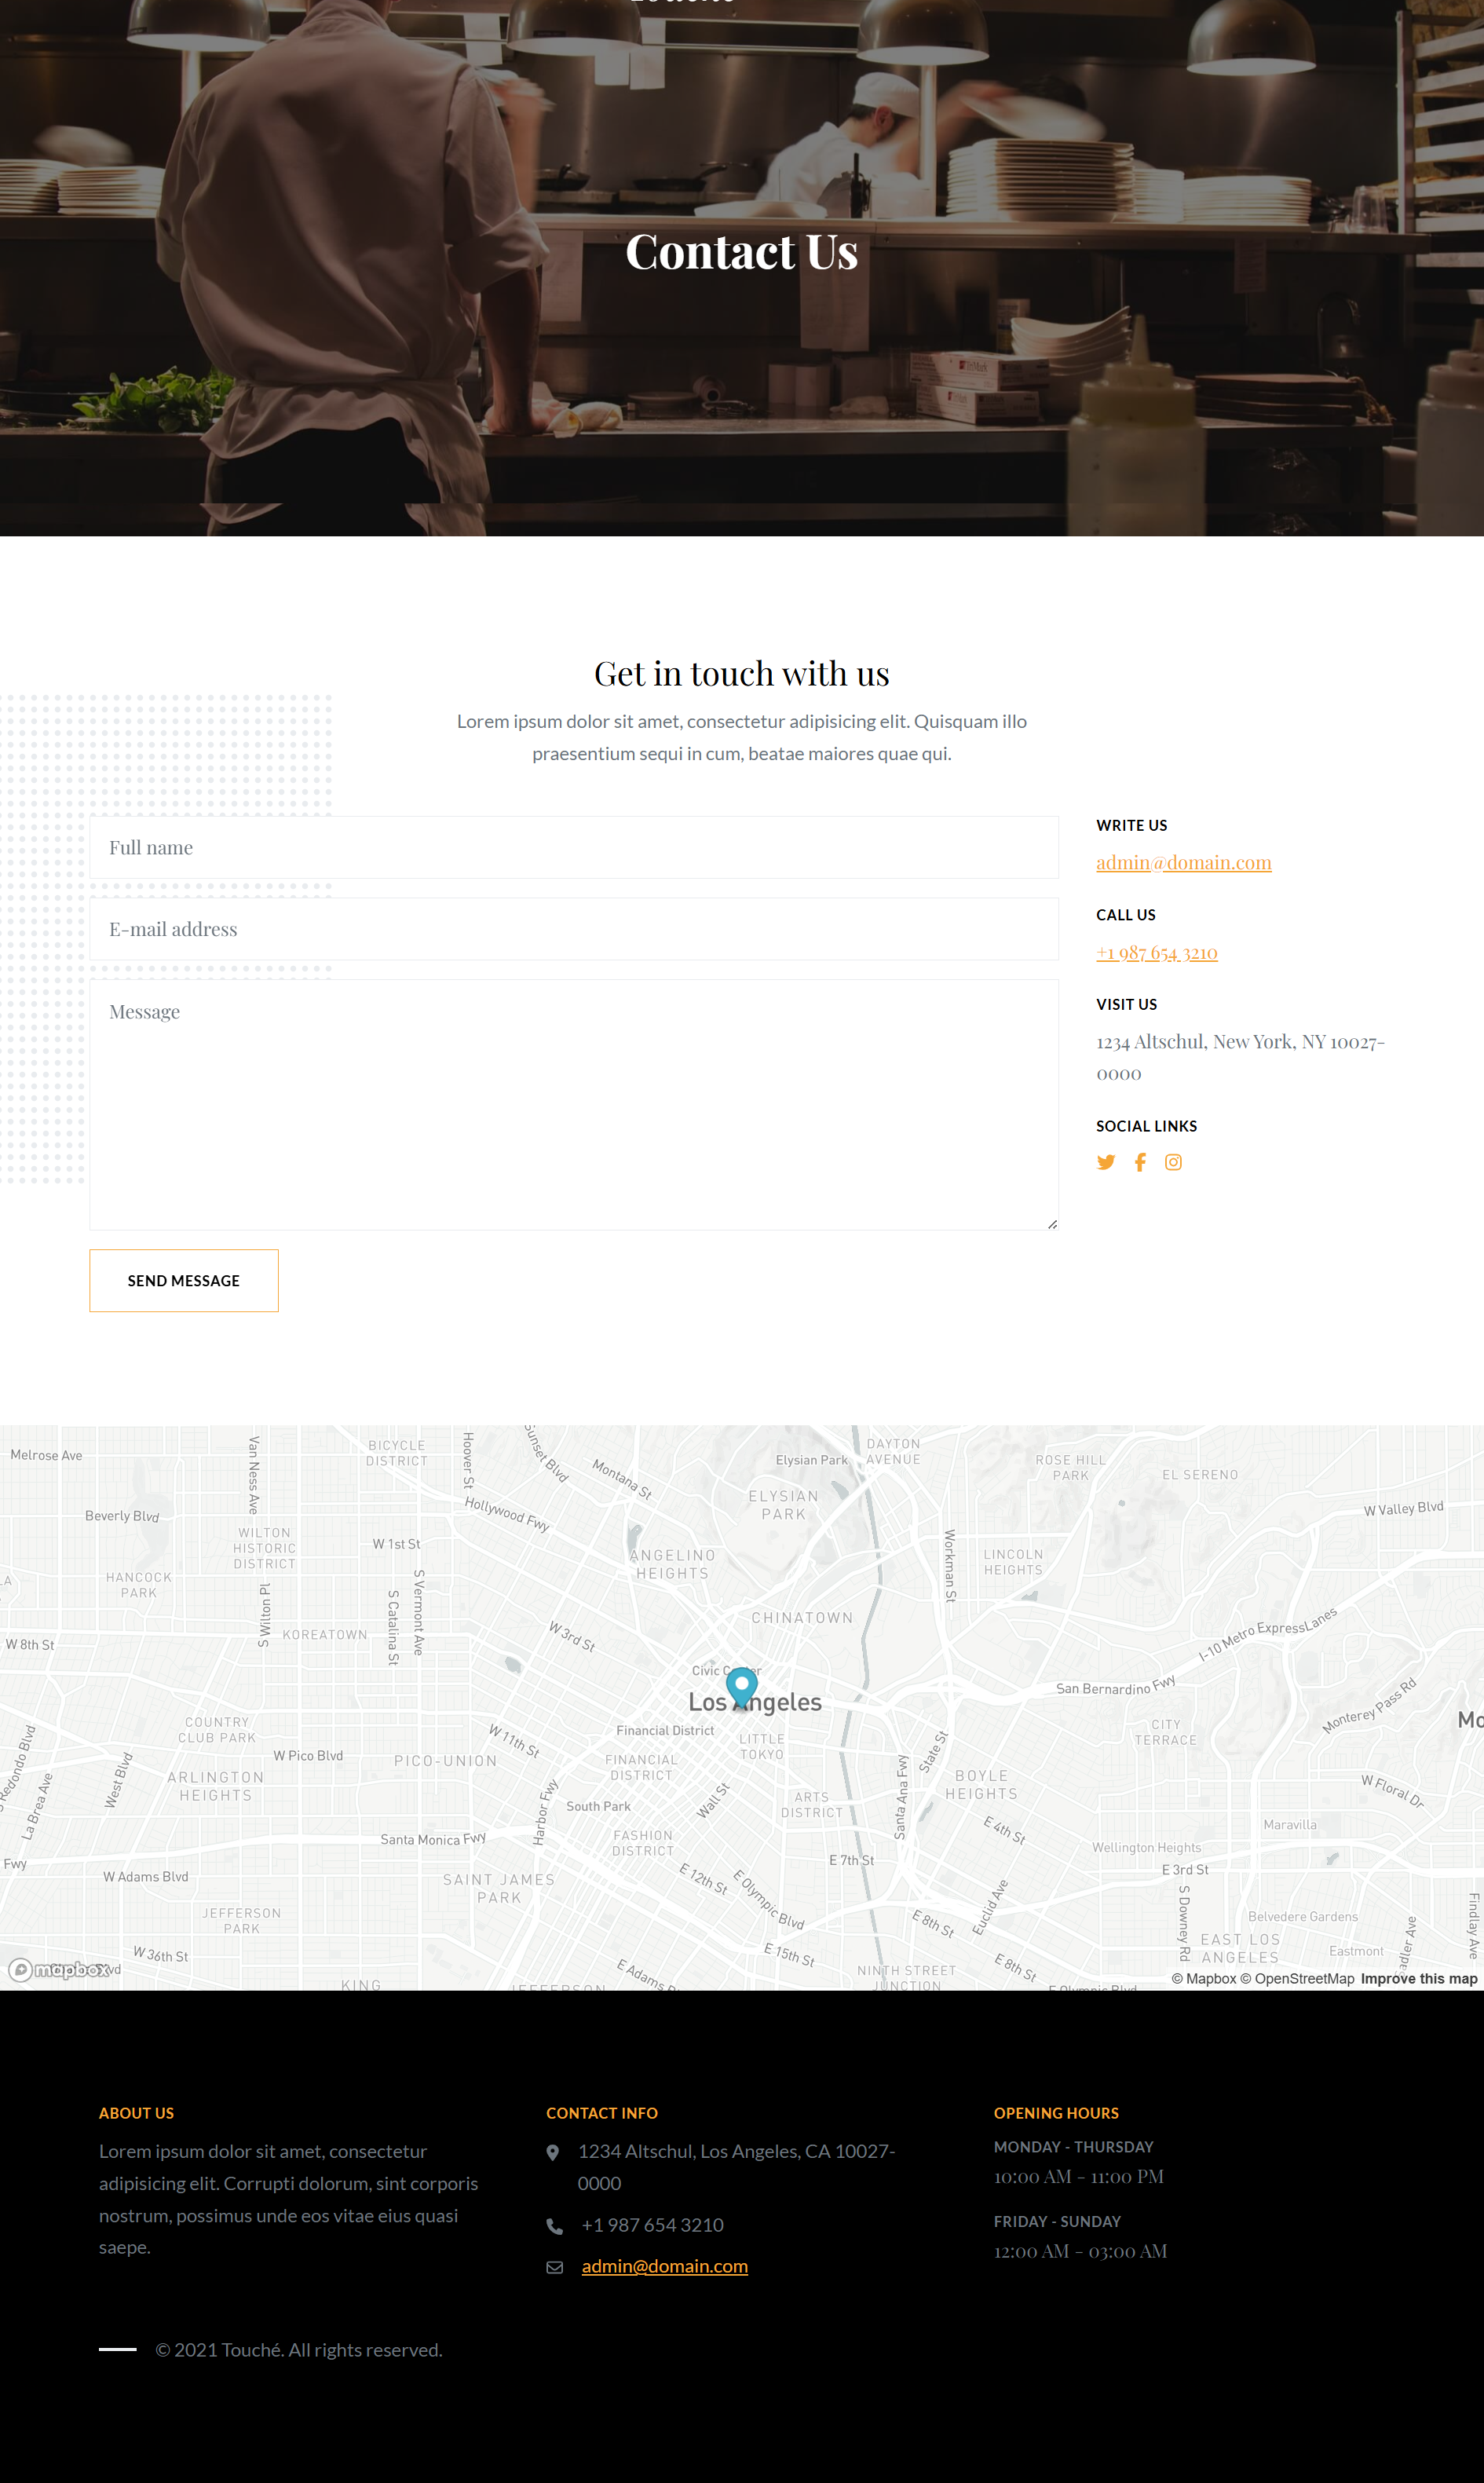 Contact Us
Get in touch with us
Lorem ipsum dolor sit amet, consectetur adipisicing elit. Quisquam illo
praesentium sequi in cum, beatae maiores quae qui.
Full name
E-mail address
Message
SEND MESSAGE
WRITE US
admin@domain.com
CALL US
+1 987 654 3210
VISIT US
1234 Altschul, New York, NY 10027-
0000
SOCIAL LINKS
Melrose Ave
Van Ness Ave
BICYCLE
DISTRICT
Hoover St
Sunset Blvd
Montana St
Elysian Park
DAYTON
AVENUE
ROSE HILL
PARK
EL SERENO
Beverly Blvd
Hollywood Fwy
ELYSIAN
PARK
W Valley Blvd
WILTON
HISTORIC
DISTRICT
W 1st St
ANGELINO
HEIGHTS
Workman St
LINCOLN
HEIGHTS
HANCOCK
PARK
S Wilton Pl
S Catalina St
S Vermont Ave
CHINATOWN
I-10 Metro ExpressLanes
W 8th St
KOREATOWN
W 3rd St
Civic
Los Angeles
San Bernardino Fwy
Monterey Pass Rd
COUNTRY
CLUB PARK
W Pico Blvd
W 11th St
Financial District
LITTLE
TOKYO
State St
CITY
TERRACE
S Redondo Blvd
La Brea Ave
West Blvd
ARLINGTON
HEIGHTS
PICO-UNION
FINANCIAL
DISTRICT
Wall St
ARTS
DISTRICT
Santa Ana Fwy
BOYLE
HEIGHTS
W Floral Dr
Harbor Fwy
South Park
FASHION
DISTRICT
E 4th St
Maravilla
Santa Monica Fwy
Wellington Heights
Fwy
W Adams Blvd
SAINT JAMES
PARK
E 12th St
E Olympic Blvd
E 7th St
E 3rd St
JEFFERSON
PARK
E 8th St
Euclid Ave
S Downey Rd
Belvedere Gardens
Findlay Ave
W 36th St
E 15th St
EAST LOS
ANGELES
Eastmont
mapbox
KING
JEFFERSON
E Adams
NINTH STREET
JUNCTION
E 8th St
E Olympic Blvd
© Mapbox © OpenStreetMap Improve this map
ABOUT US
Lorem ipsum dolor sit amet, consectetur
adipisicing elit. Corrupti dolorum, sint corporis
nostrum, possimus unde eos vitae eius quasi
saepe.
CONTACT INFO
1234 Altschul, Los Angeles, CA 10027-
0000
+1 987 654 3210
admin@domain.com
OPENING HOURS
MONDAY - THURSDAY
10:00 AM - 11:00 PM
FRIDAY - SUNDAY
12:00 AM - 03:00 AM
© 2021 Touché. All rights reserved.